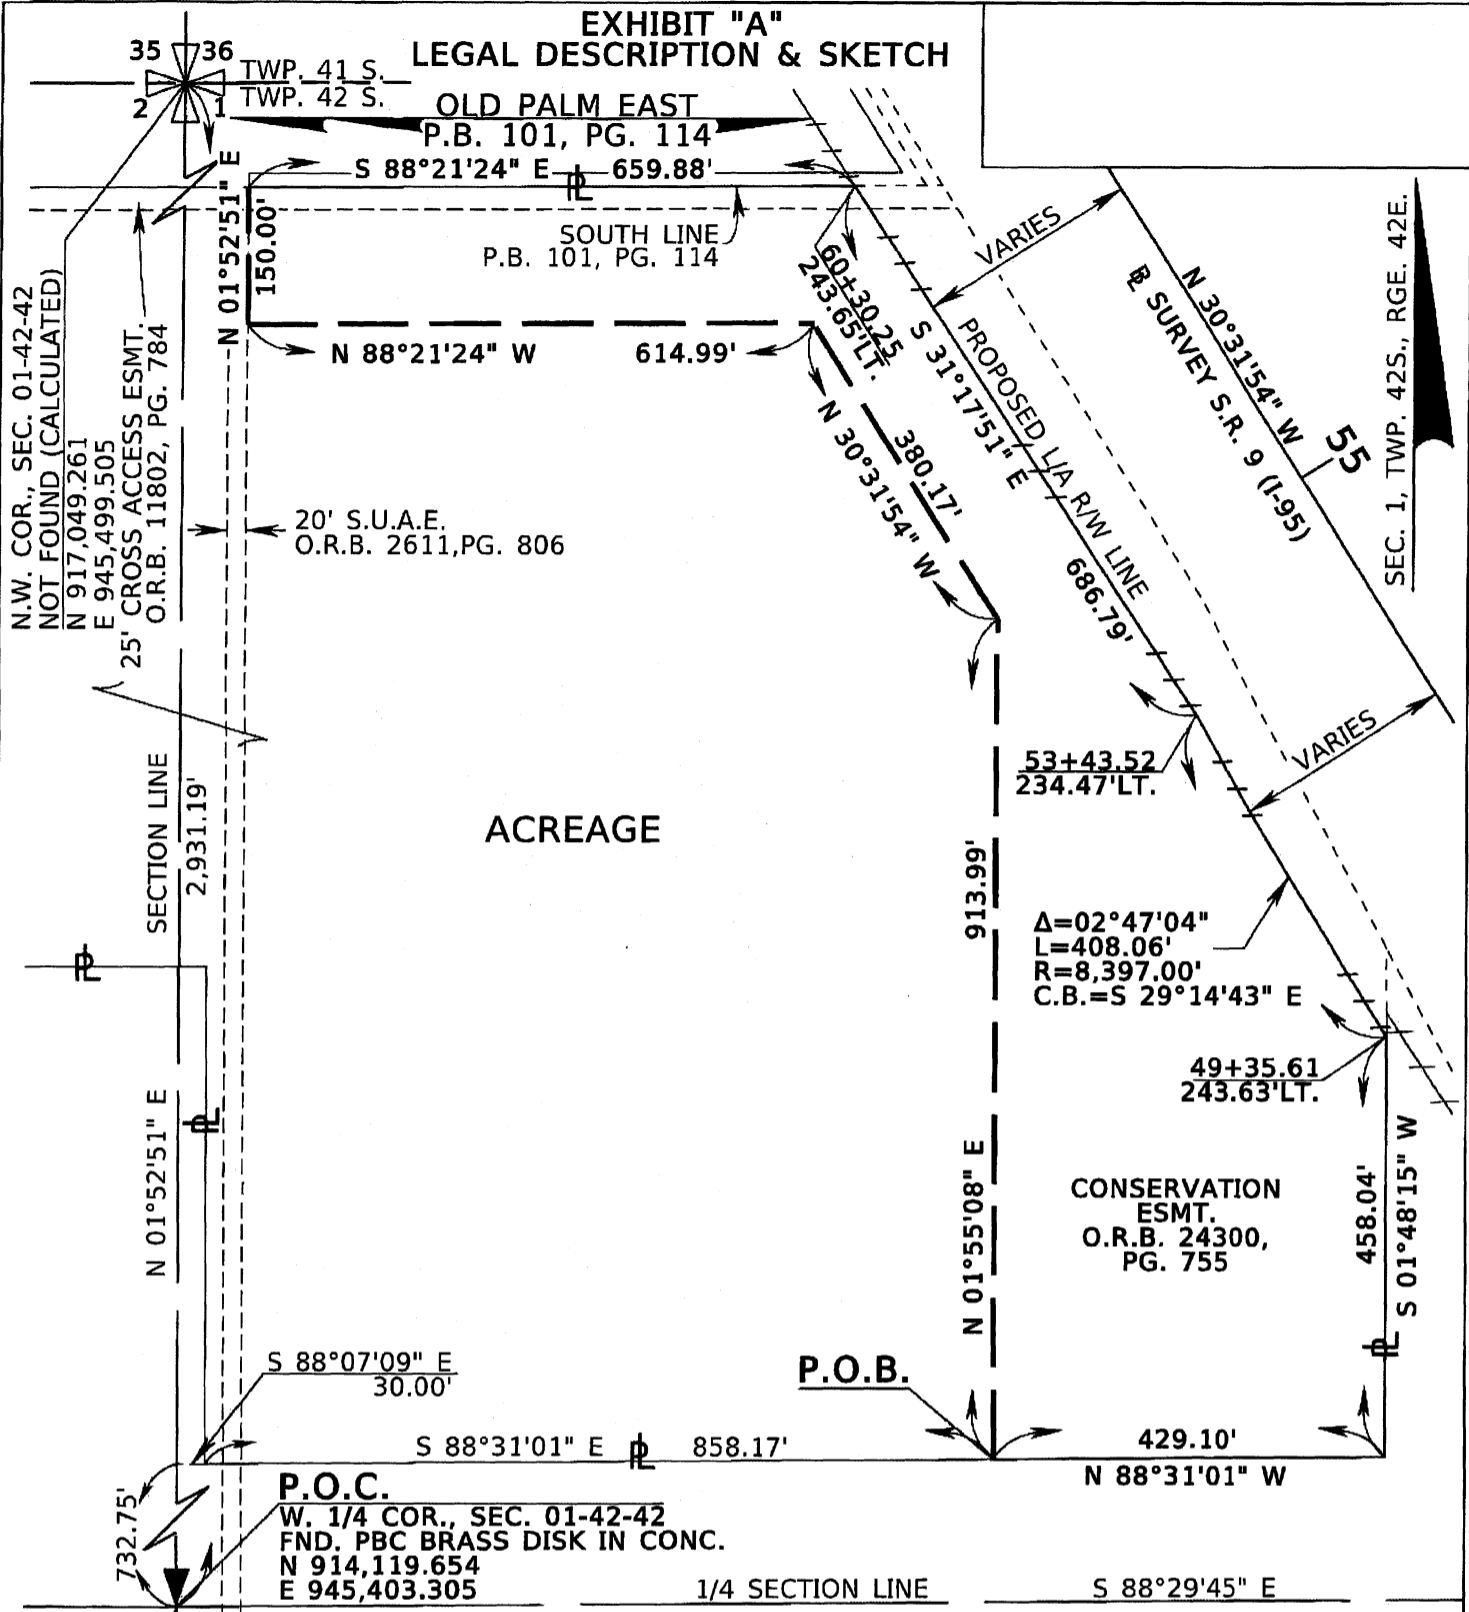 EXHIBIT "A"
LEGAL DESCRIPTION & SKETCH
35 36
2 1
TWP. 41 S.
TWP. 42 S.
OLD PALM EAST
P.B. 101, PG. 114
S 88°21'24" E 659.88'
PL
N 01°52'51" E
150.00'
SOUTH LINE
P.B. 101, PG. 114
N 88°21'24" W 614.99'
60+30.25
243.65'LT.
VARIES
S 31°17'51" E
686.79'
PROPOSED L/A R/W LINE
N 30°31'54" W
BL SURVEY S.R. 9 (I-95)
55
SEC. 1, TWP. 42S., RGE. 42E.
N.W. COR., SEC. 01-42-42
NOT FOUND (CALCULATED)
N 917,049.261
E 945,499.505
25' CROSS ACCESS ESMT.
O.R.B. 11802, PG. 784
20' S.U.A.E.
O.R.B. 2611,PG. 806
380.17'
N 30°31'54" W
VARIES
53+43.52
234.47'LT.
SECTION LINE
2,931.19'
ACREAGE
913.99'
Δ=02°47'04"
L=408.06'
R=8,397.00'
C.B.=S 29°14'43" E
PL
49+35.61
243.63'LT.
N 01°52'51" E
PL
N 01°55'08" E
CONSERVATION
ESMT.
O.R.B. 24300,
PG. 755
458.04'
S 01°48'15" W
PL
S 88°07'09" E
30.00'
P.O.B.
S 88°31'01" E PL 858.17'
429.10'
N 88°31'01" W
732.75'
P.O.C.
W. 1/4 COR., SEC. 01-42-42
FND. PBC BRASS DISK IN CONC.
N 914,119.654
E 945,403.305
1/4 SECTION LINE S 88°29'45" E